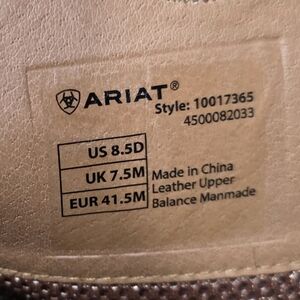 ARIAT®
Style: 10017365
4500082033
US 8.5D
UK 7.5M
EUR 41.5M
Made in China
Leather Upper
Balance Manmade